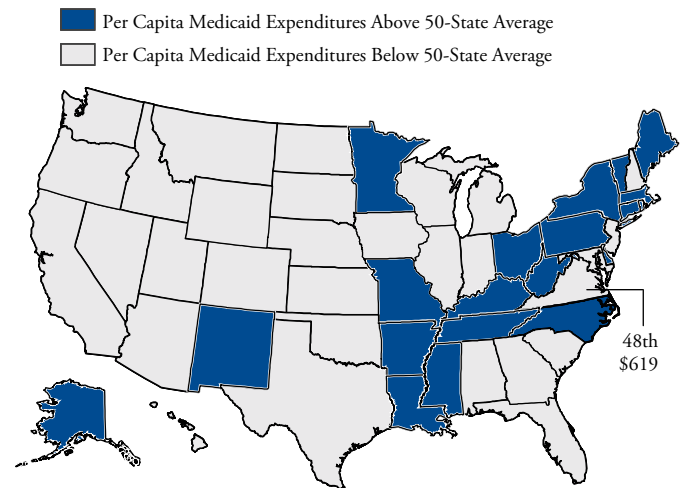 Per Capita Medicaid Expenditures Above 50-State Average
Per Capita Medicaid Expenditures Below 50-State Average
48th
$619